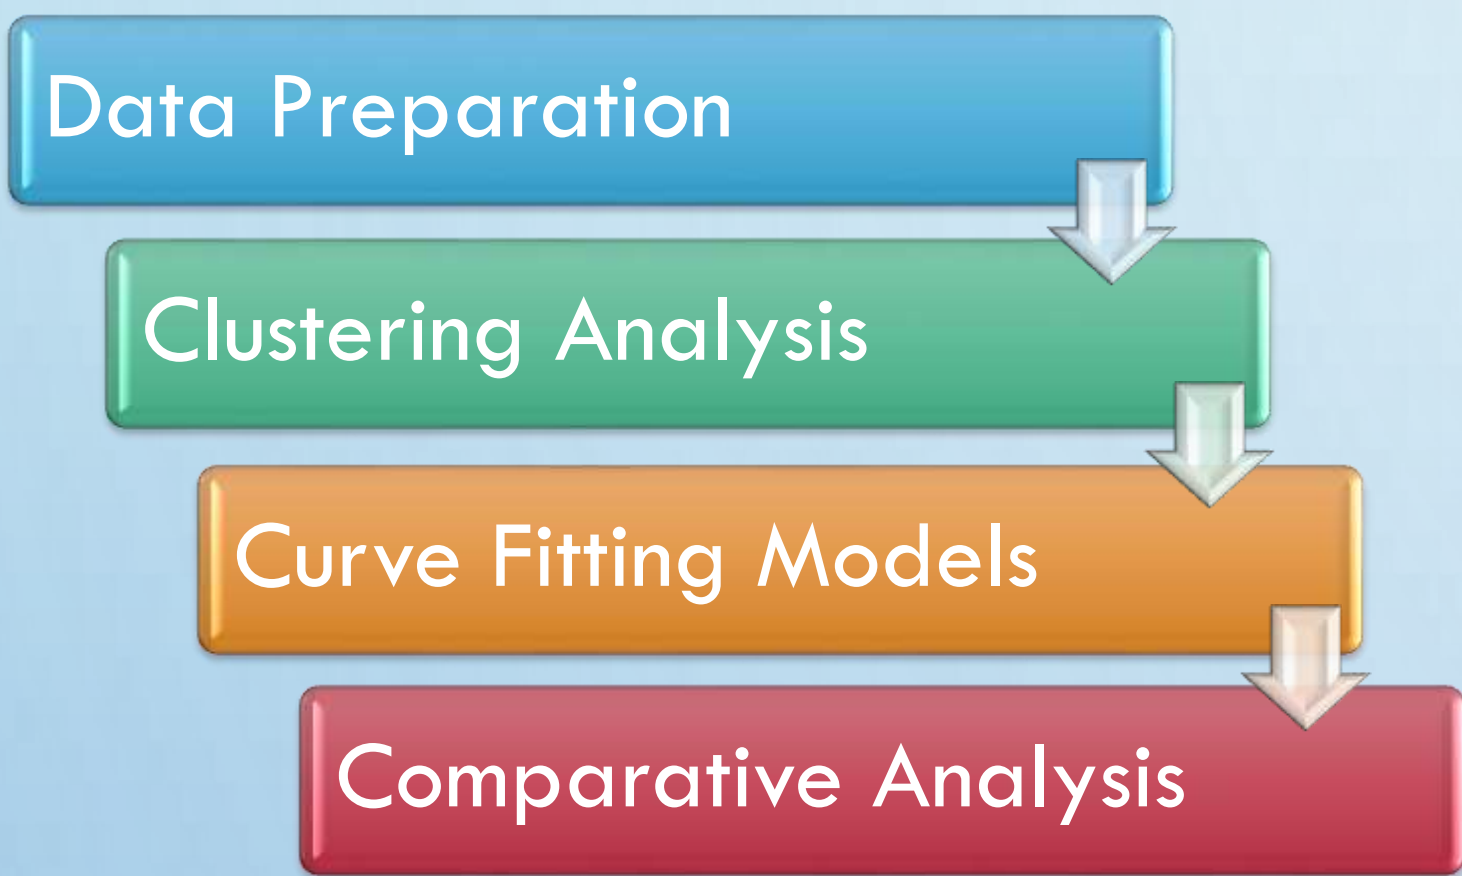 Data Preparation
Clustering Analysis
Curve Fitting Models
Comparative Analysis